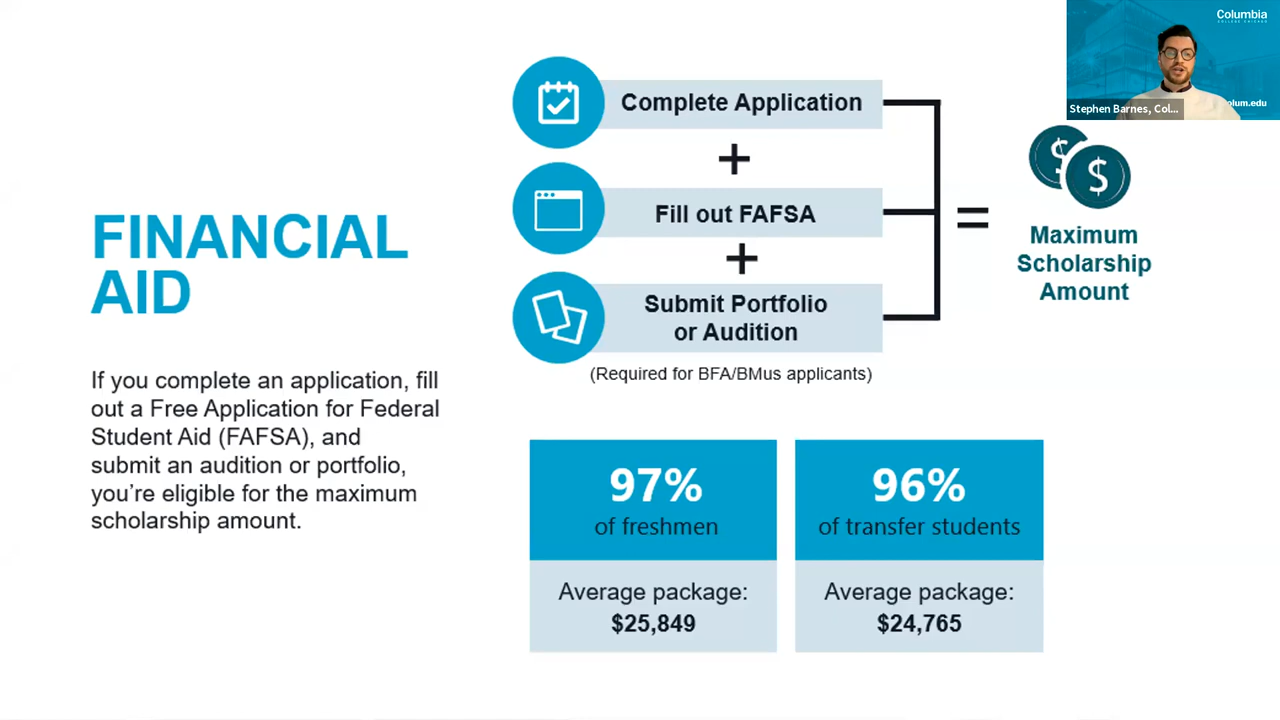 FINANCIAL
AID
If you complete an application, fill
out a Free Application for Federal
Student Aid (FAFSA), and
submit an audition or portfolio,
you're eligible for the maximum
scholarship amount.
Complete Application
+
Fill out FAFSA
+
Submit Portfolio
or Audition
(Required for BFA/BMus applicants)
=
$ $
Maximum
Scholarship
Amount
97%
of freshmen
Average package:
$25,849
96%
of transfer students
Average package:
$24,765
Columbia
COLLEGE CHICAGO
Stephen Barnes, Col...
olum.edu